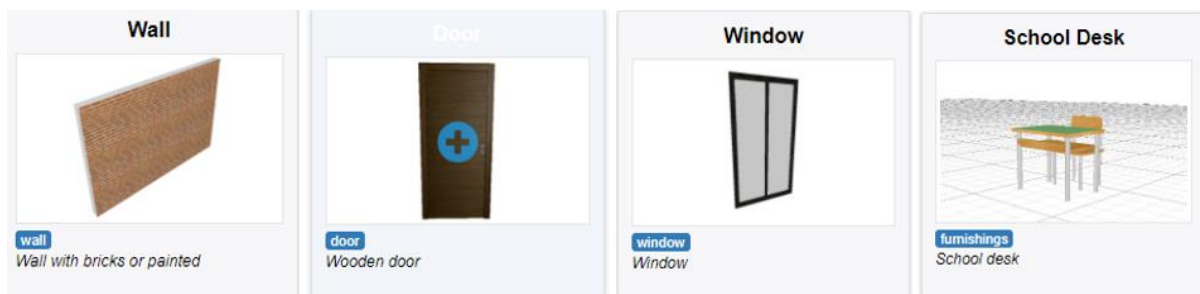 Wall
wall
Wall with bricks or painted
Door
door
Wooden door
Window
window
Window
School Desk
furnishings
School desk